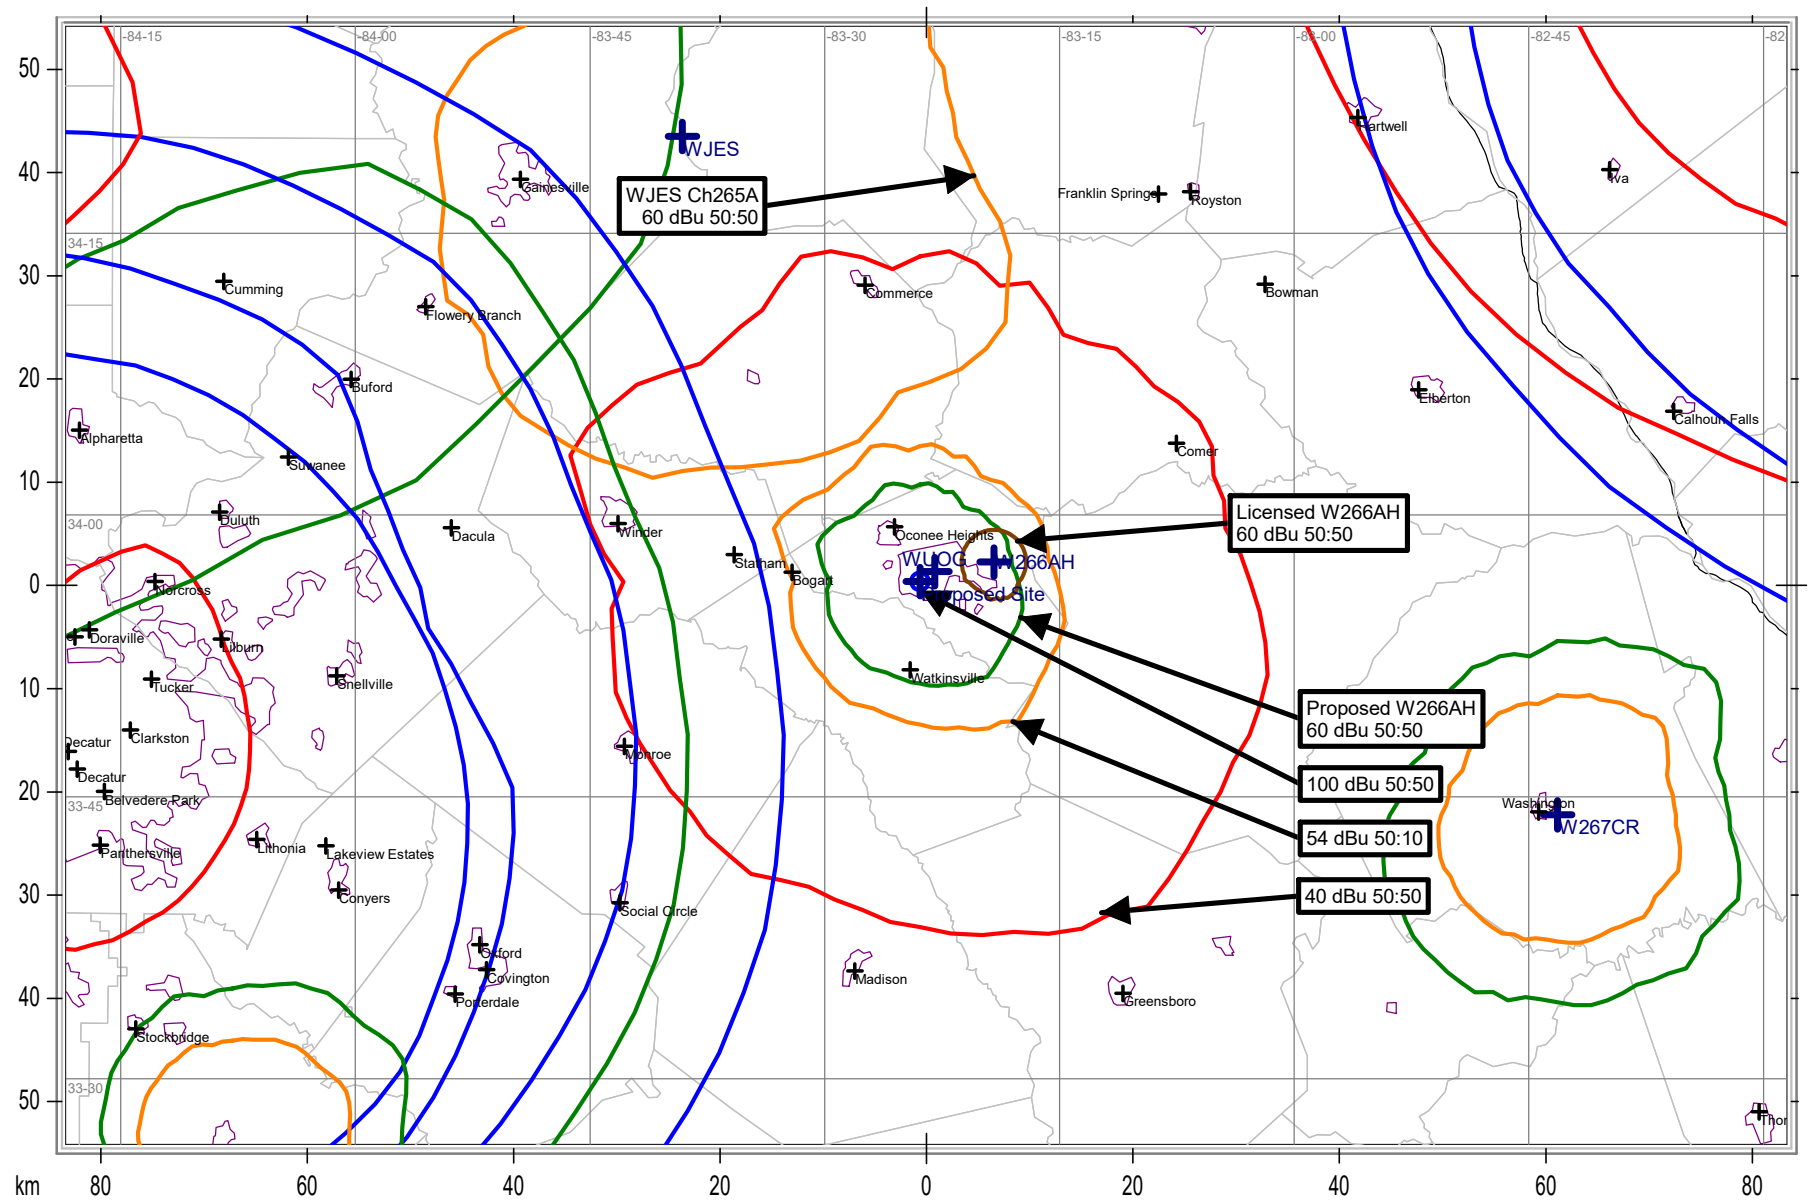 -84-15
-84-00
-83-45
-83-30
-83-15
-83-00
-82-45
-82
50
Hartwell
WJES
40
Gainesville
WJES Ch265A
60 dBu 50:50
Franklin Springs
Royston
Iva
34-15
30
Cumming
Flowery Branch
Commerce
Bowman
20
Buford
Elberton
Calhoun Falls
Alpharetta
Suwanee
Comer
10
34-00
Duluth
Dacula
Winder
Statham
Bogart
Oconee Heights
Licensed W266AH
60 dBu 50:50
WUOG
W266AH
Proposed Site
0
Norcross
Doraville
Lilburn
Tucker
Snellville
Watkinsville
10
Proposed W266AH
60 dBu 50:50
Clarkston
Decatur
Monroe
Decatur
100 dBu 50:50
20
Belvedere Park
33-45
Washington
W267CR
Panthersville
Lithonia
Lakeview Estates
54 dBu 50:10
30
Conyers
Social Circle
40 dBu 50:50
Oxford
Covington
Porterdale
Madison
Greensboro
40
Stockbridge
33-30
50
Thor
km
80
60
40
20
0
20
40
60
80